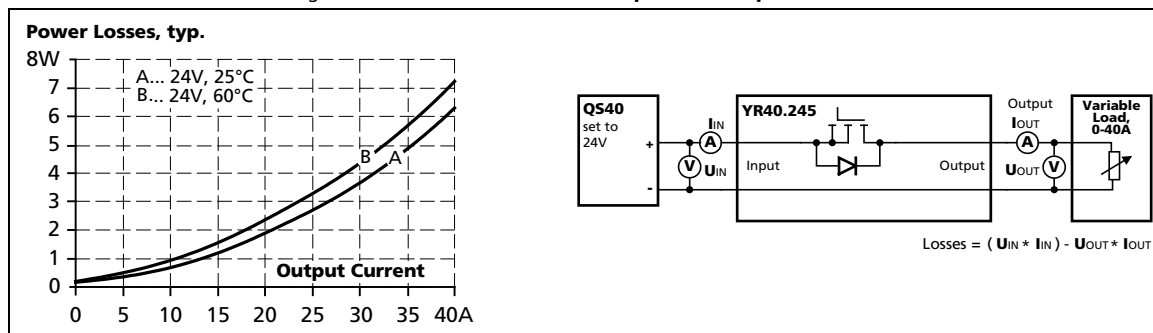 Power Losses, typ.
8W
7
6
5
4
3
2
1
0
A... 24V, 25°C
B... 24V, 60°C
B
A
Output Current
0 5 10 15 20 25 30 35 40A
QS40
set to
24V
+
-
IIN
A
V
UIN
YR40.245
Input
Output
Output
IOUT
A
UOUT
V
Variable
Load,
0-40A
Losses = ( UIN * IIN ) - UOUT * IOUT